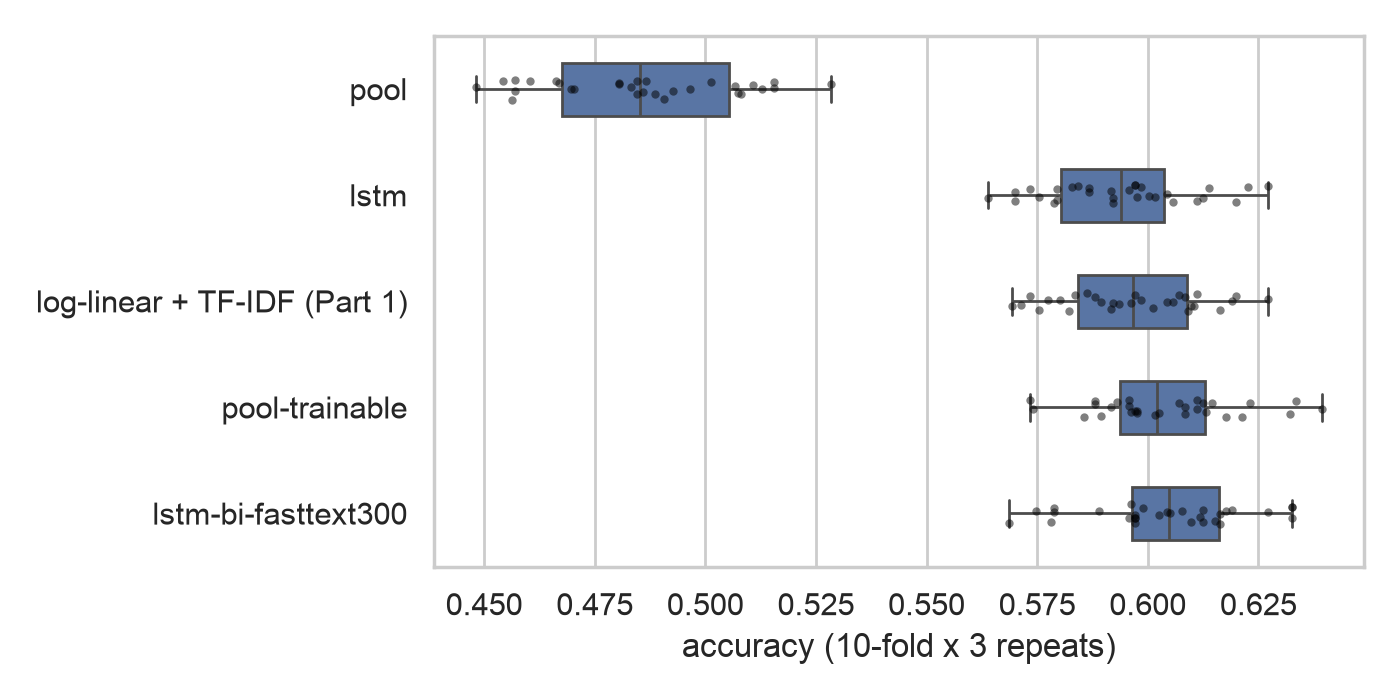 pool
lstm
log-linear + TF-IDF (Part 1)
pool-trainable
lstm-bi-fasttext300
0.450 0.475 0.500 0.525 0.550 0.575 0.600 0.625
accuracy (10-fold x 3 repeats)